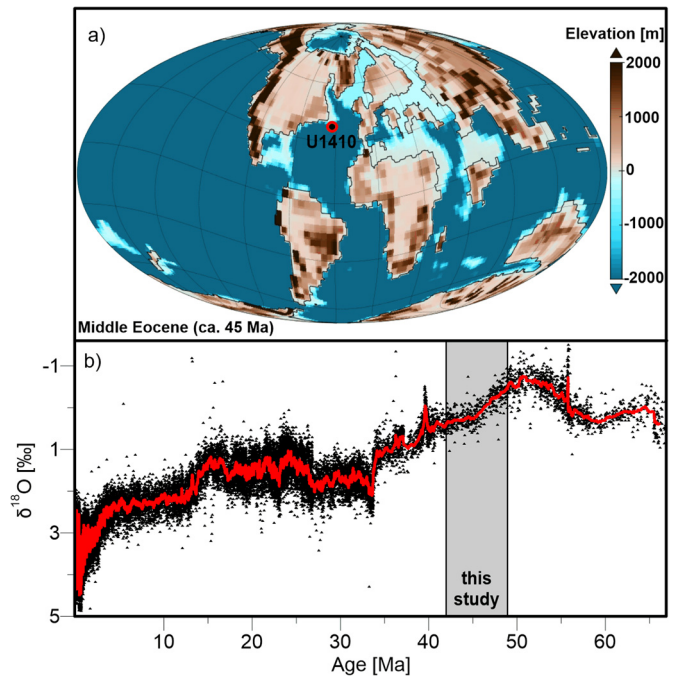 a)
Elevation [m]
2000
1000
0
-1000
-2000
U1410
Middle Eocene (ca. 45 Ma)
b)
-1
1
3
5
δ18O [‰]
this
study
10
20
30
40
50
60
Age [Ma]